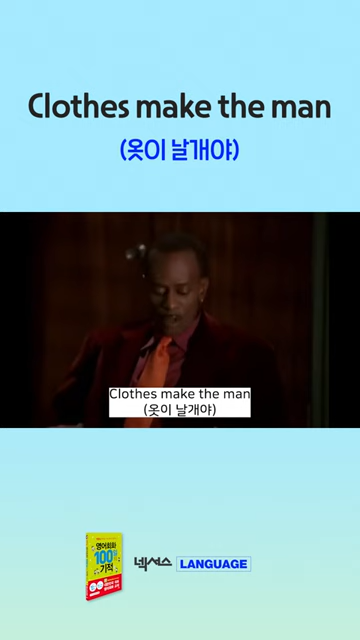 Clothes make the man
(옷이 날개야)
Clothes make the man
(옷이 날개야)
영어회화
100일의
기적
넥서스 LANGUAGE